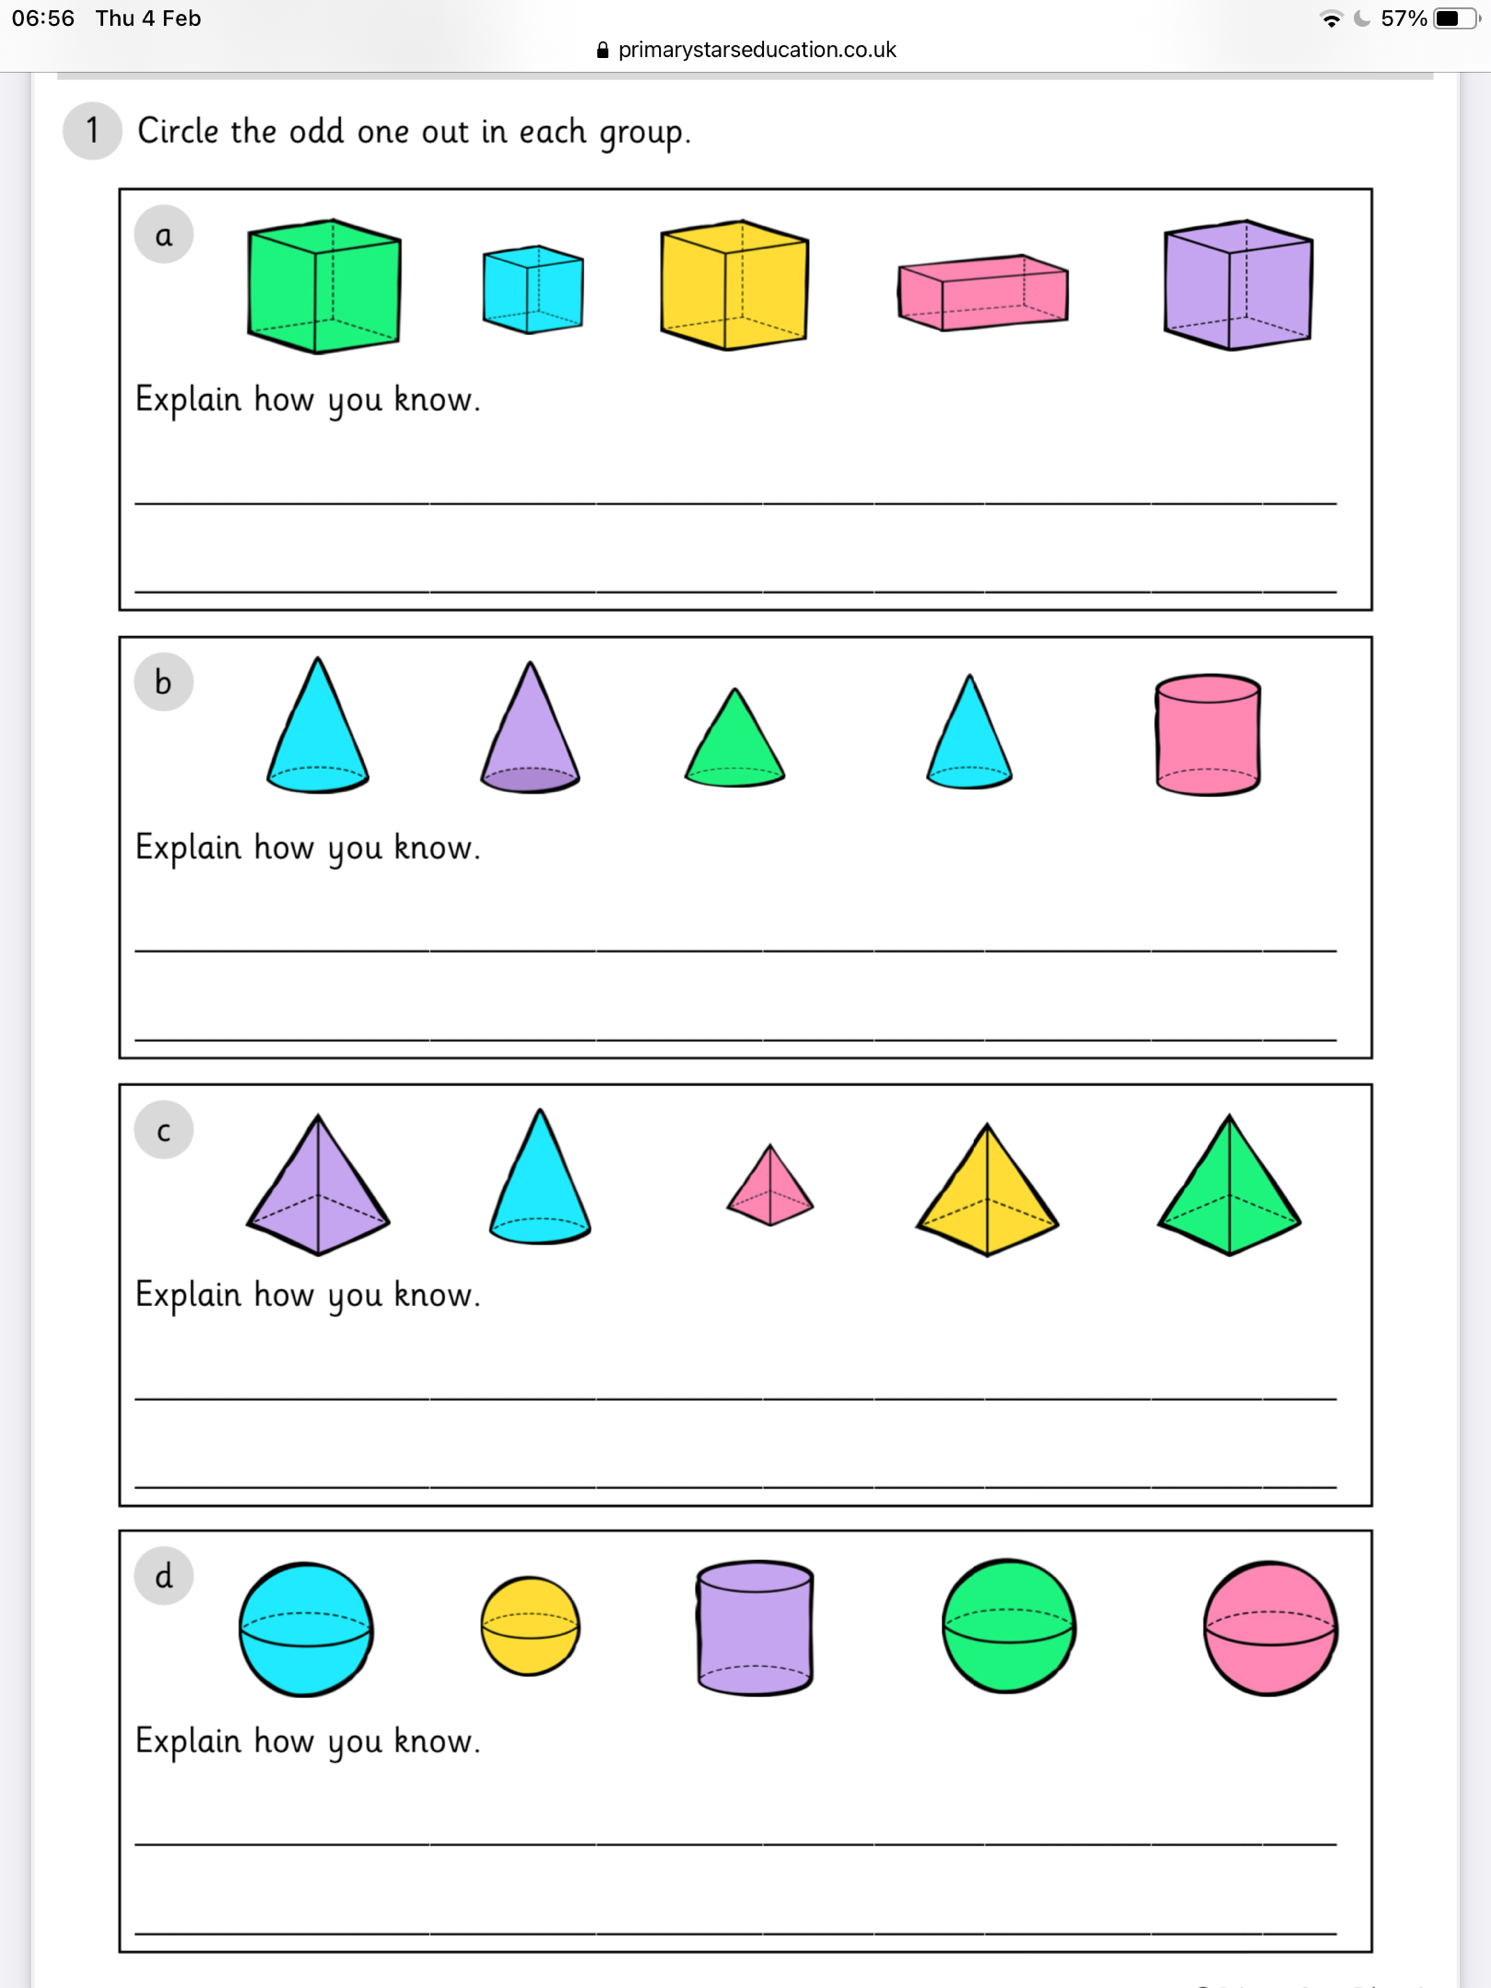 06:56 Thu 4 Feb
57%
primarystarseducation.co.uk
1 Circle the odd one out in each group.
a
Explain how you know.
b
Explain how you know.
c
Explain how you know.
d
Explain how you know.